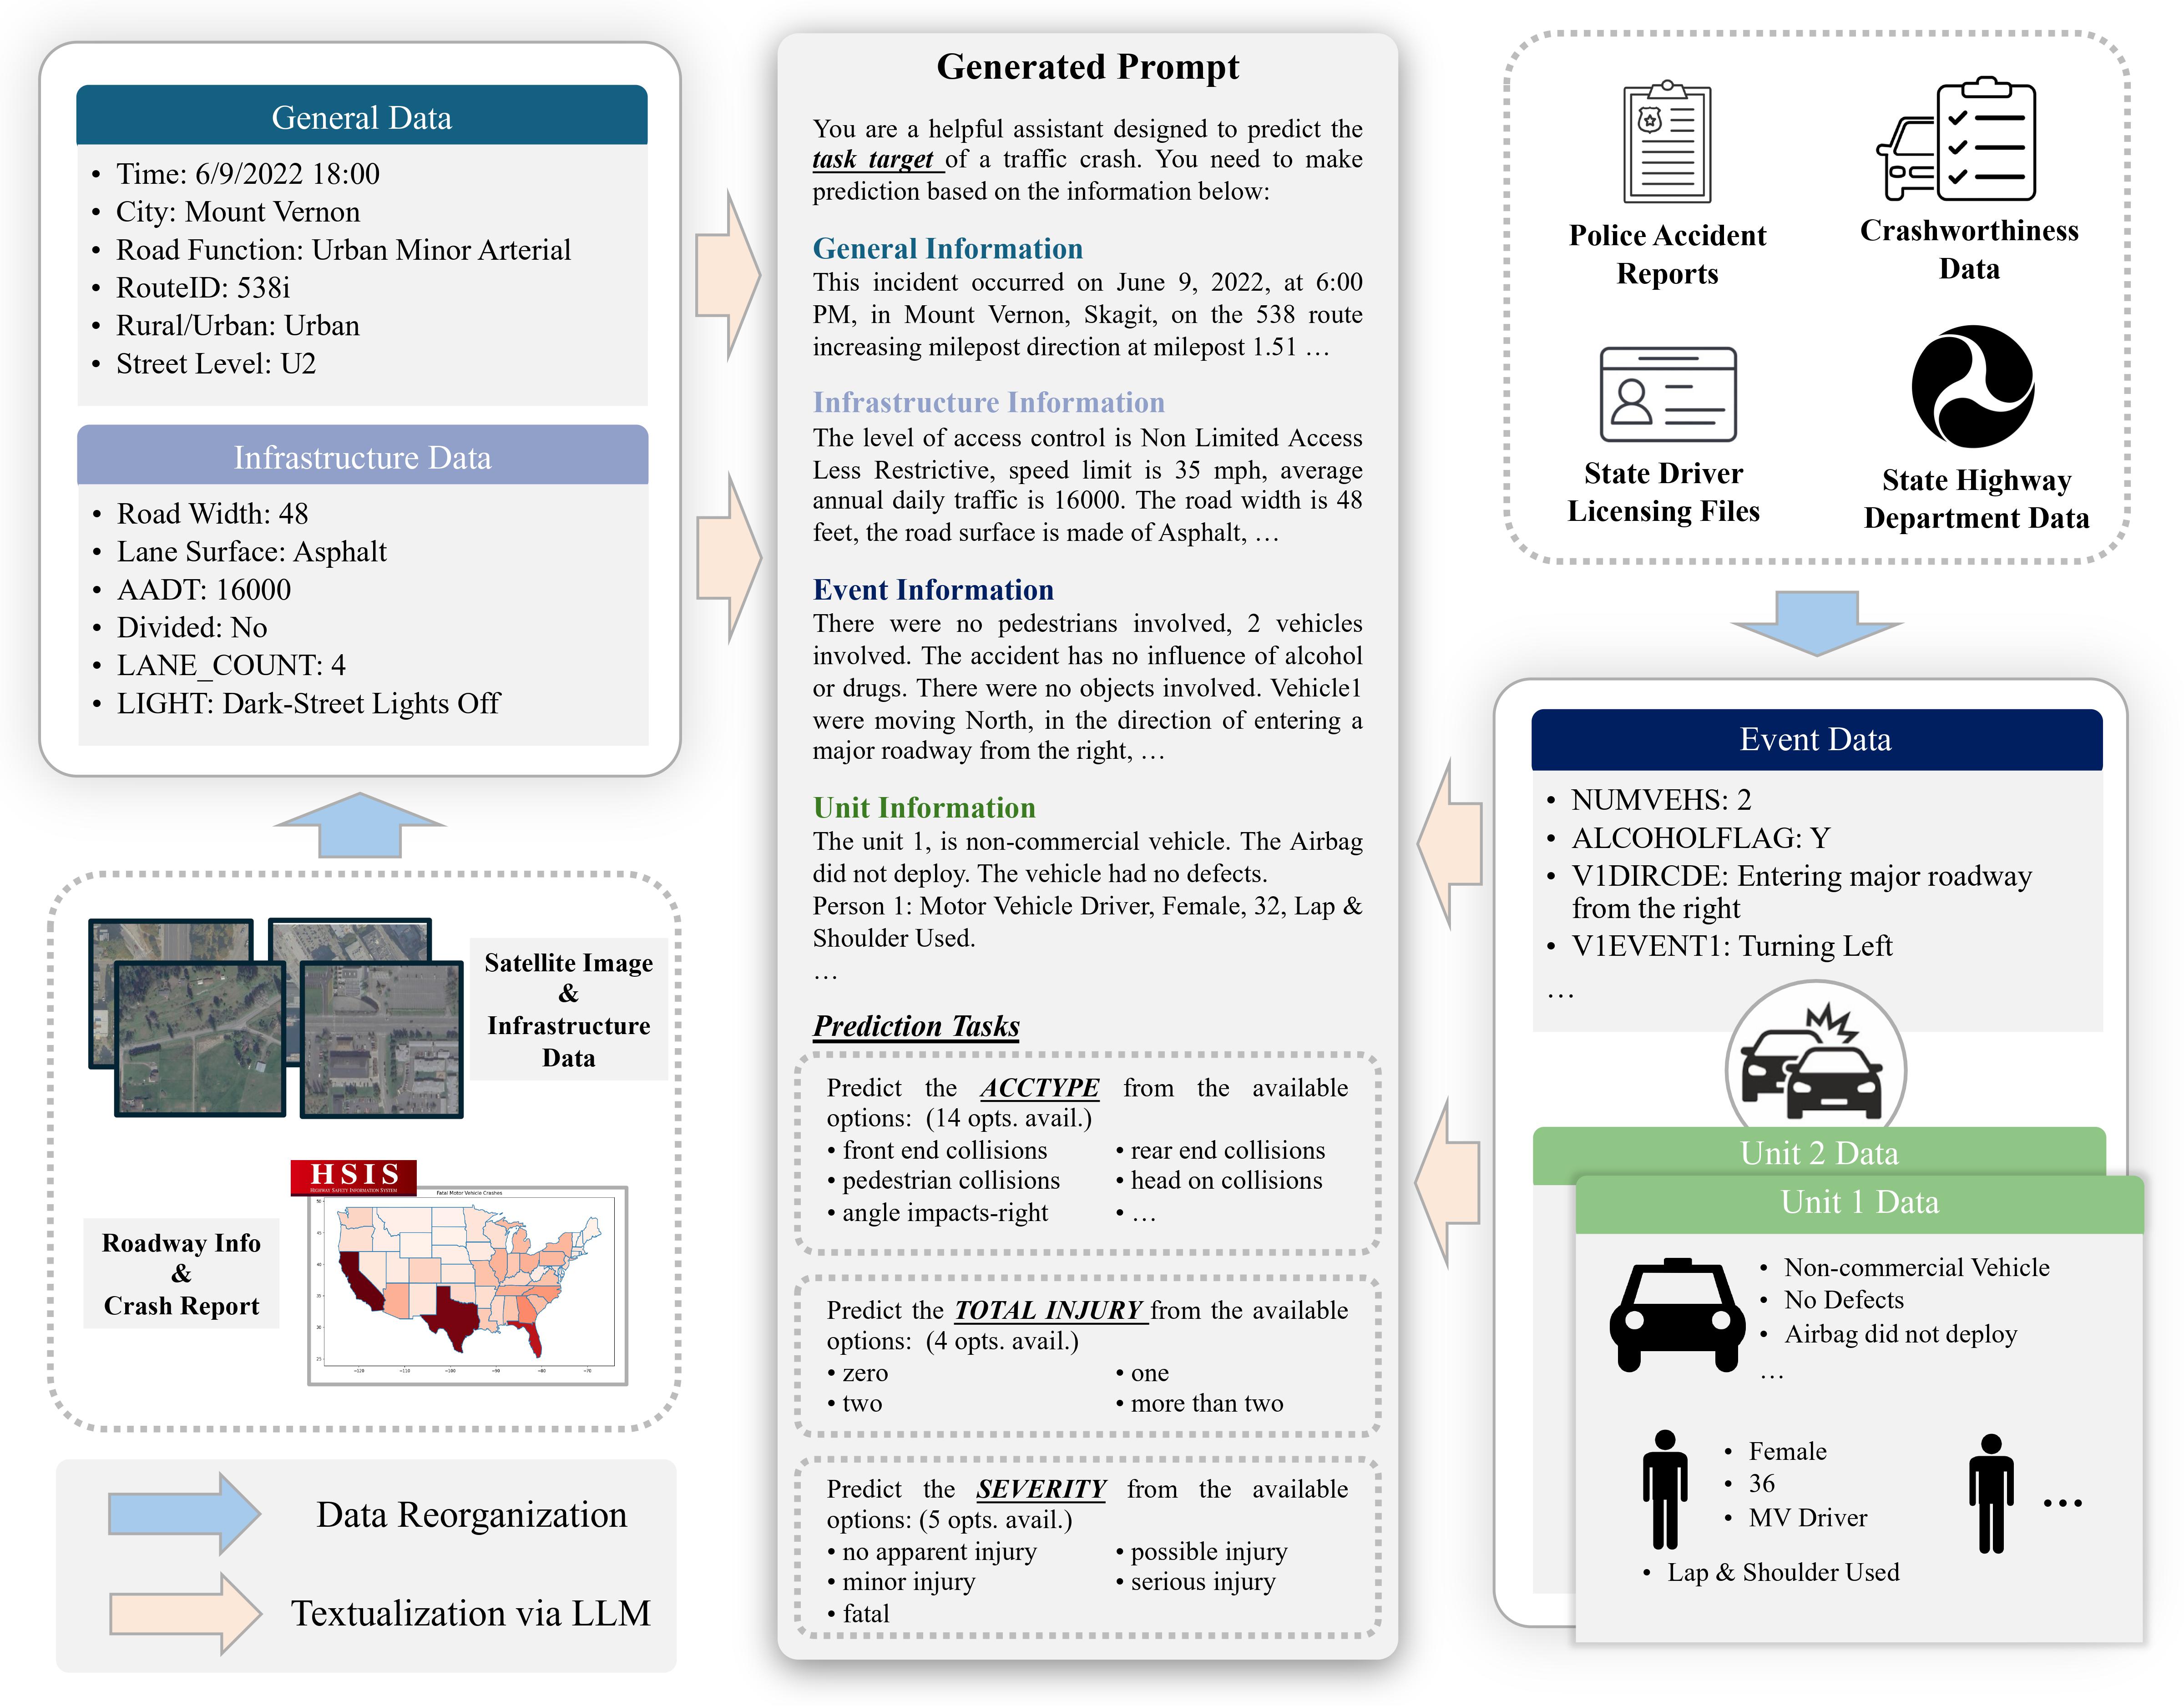 General Data
• Time: 6/9/2022 18:00
• City: Mount Vernon
• Road Function: Urban Minor Arterial
• RouteID: 538i
• Rural/Urban: Urban
• Street Level: U2
Infrastructure Data
• Road Width: 48
• Lane Surface: Asphalt
• AADT: 16000
• Divided: No
• LANE_COUNT: 4
• LIGHT: Dark-Street Lights Off
Satellite Image
&
Infrastructure
Data
HSIS
HIGHWAY SAFETY INFORMATION SYSTEM
Fatal Motor Vehicle Crashes
50
45
40
35
30
25
−120
−110
−100
−90
−80
−70
Roadway Info
&
Crash Report
Data Reorganization
Textualization via LLM
Generated Prompt
You are a helpful assistant designed to predict the
task target of a traffic crash. You need to make
prediction based on the information below:
General Information
This incident occurred on June 9, 2022, at 6:00
PM, in Mount Vernon, Skagit, on the 538 route
increasing milepost direction at milepost 1.51 …
Infrastructure Information
The level of access control is Non Limited Access
Less Restrictive, speed limit is 35 mph, average
annual daily traffic is 16000. The road width is 48
feet, the road surface is made of Asphalt, …
Event Information
There were no pedestrians involved, 2 vehicles
involved. The accident has no influence of alcohol
or drugs. There were no objects involved. Vehicle1
were moving North, in the direction of entering a
major roadway from the right, …
Unit Information
The unit 1, is non-commercial vehicle. The Airbag
did not deploy. The vehicle had no defects.
Person 1: Motor Vehicle Driver, Female, 32, Lap &
Shoulder Used.
…
Prediction Tasks
Predict the ACCTYPE from the available
options: (14 opts. avail.)
• front end collisions • rear end collisions
• pedestrian collisions • head on collisions
• angle impacts-right • …
Predict the TOTAL INJURY from the available
options: (4 opts. avail.)
• zero • one
• two • more than two
Predict the SEVERITY from the available
options: (5 opts. avail.)
• no apparent injury • possible injury
• minor injury • serious injury
• fatal
Police Accident
Reports
Crashworthiness
Data
State Driver
Licensing Files
State Highway
Department Data
Event Data
• NUMVEHS: 2
• ALCOHOLFLAG: Y
• V1DIRCDE: Entering major roadway
from the right
• V1EVENT1: Turning Left
…
Unit 2 Data
Unit 1 Data
• Non-commercial Vehicle
• No Defects
• Airbag did not deploy
…
• Female
• 36
• MV Driver
• Lap & Shoulder Used
…